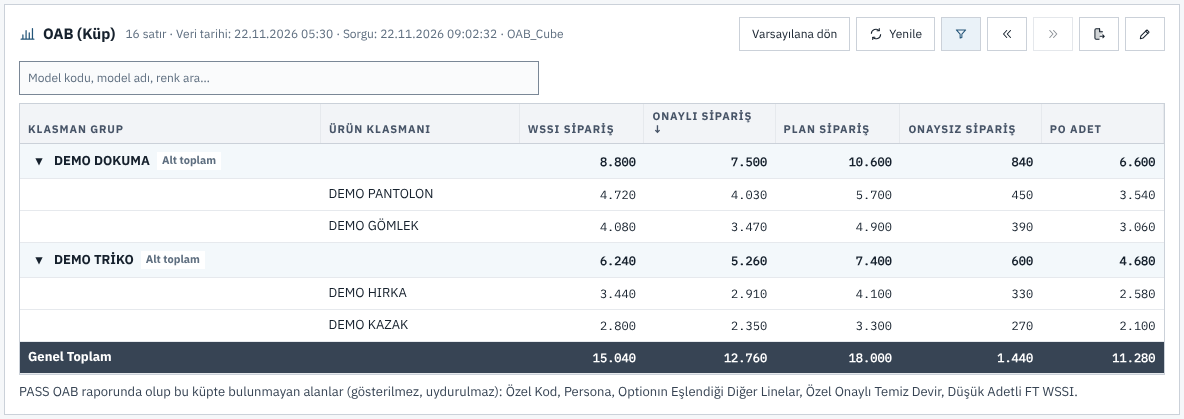 OAB (Küp) 16 satır · Veri tarihi: 22.11.2026 05:30 · Sorgu: 22.11.2026 09:02:32 · OAB_Cube Varsayılana dön Yenile
Model kodu, model adı, renk ara...
KLASMAN GRUP ÜRÜN KLASMANI WSSI SİPARİŞ ONAYLI SİPARİŞ ↓ PLAN SİPARİŞ ONAYSIZ SİPARİŞ PO ADET
▼ DEMO DOKUMA Alt toplam 8.800 7.500 10.600 840 6.600
DEMO PANTOLON 4.720 4.030 5.700 450 3.540
DEMO GÖMLEK 4.080 3.470 4.900 390 3.060
▼ DEMO TRİKO Alt toplam 6.240 5.260 7.400 600 4.680
DEMO HIRKA 3.440 2.910 4.100 330 2.580
DEMO KAZAK 2.800 2.350 3.300 270 2.100
Genel Toplam 15.040 12.760 18.000 1.440 11.280
PASS OAB raporunda olup bu küpte bulunmayan alanlar (gösterilmez, uydurulmaz): Özel Kod, Persona, Optionın Eşlendiği Diğer Linelar, Özel Onaylı Temiz Devir, Düşük Adetli FT WSSI.